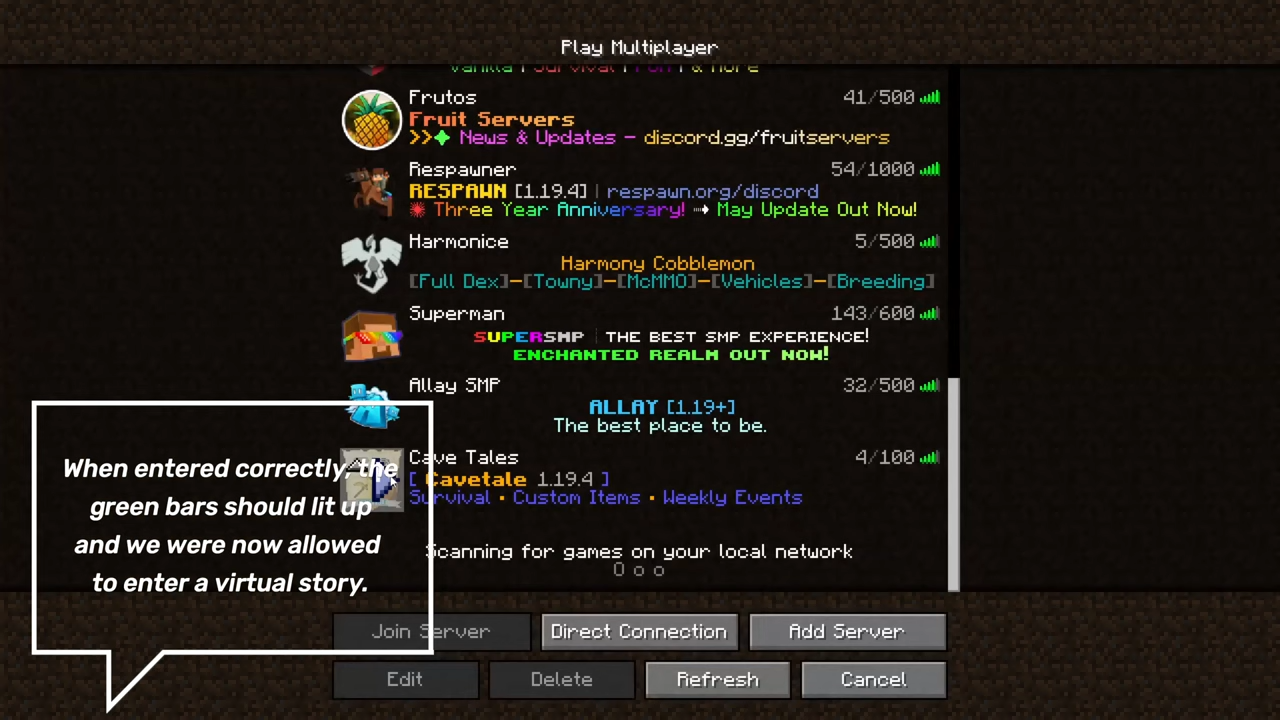 Play Multiplayer
Vanilla | Survival | Fun | & More
Frutos 41/500
Fruit Servers
>>✦ News & Updates – discord.gg/fruitservers
Respawner 54/1000
RESPAWN [1.19.4] | respawn.org/discord
☀ Three Year Anniversary! ➟ May Update Out Now!
Harmonice 5/500
Harmony Cobblemon
[Full Dex]—[Towny]—[McMMO]—[Vehicles]—[Breeding]
Superman 143/600
SUPERSMP | THE BEST SMP EXPERIENCE!
ENCHANTED REALM OUT NOW!
Allay SMP 32/500
ALLAY [1.19+]
The best place to be.
Cave Tales 4/100
[ Cavetale 1.19.4 ]
Survival • Custom Items • Weekly Events
When entered correctly, the
green bars should lit up
and we were now allowed
to enter a virtual story.
Scanning for games on your local network
O o o
Join Server Direct Connection Add Server
Edit Delete Refresh Cancel